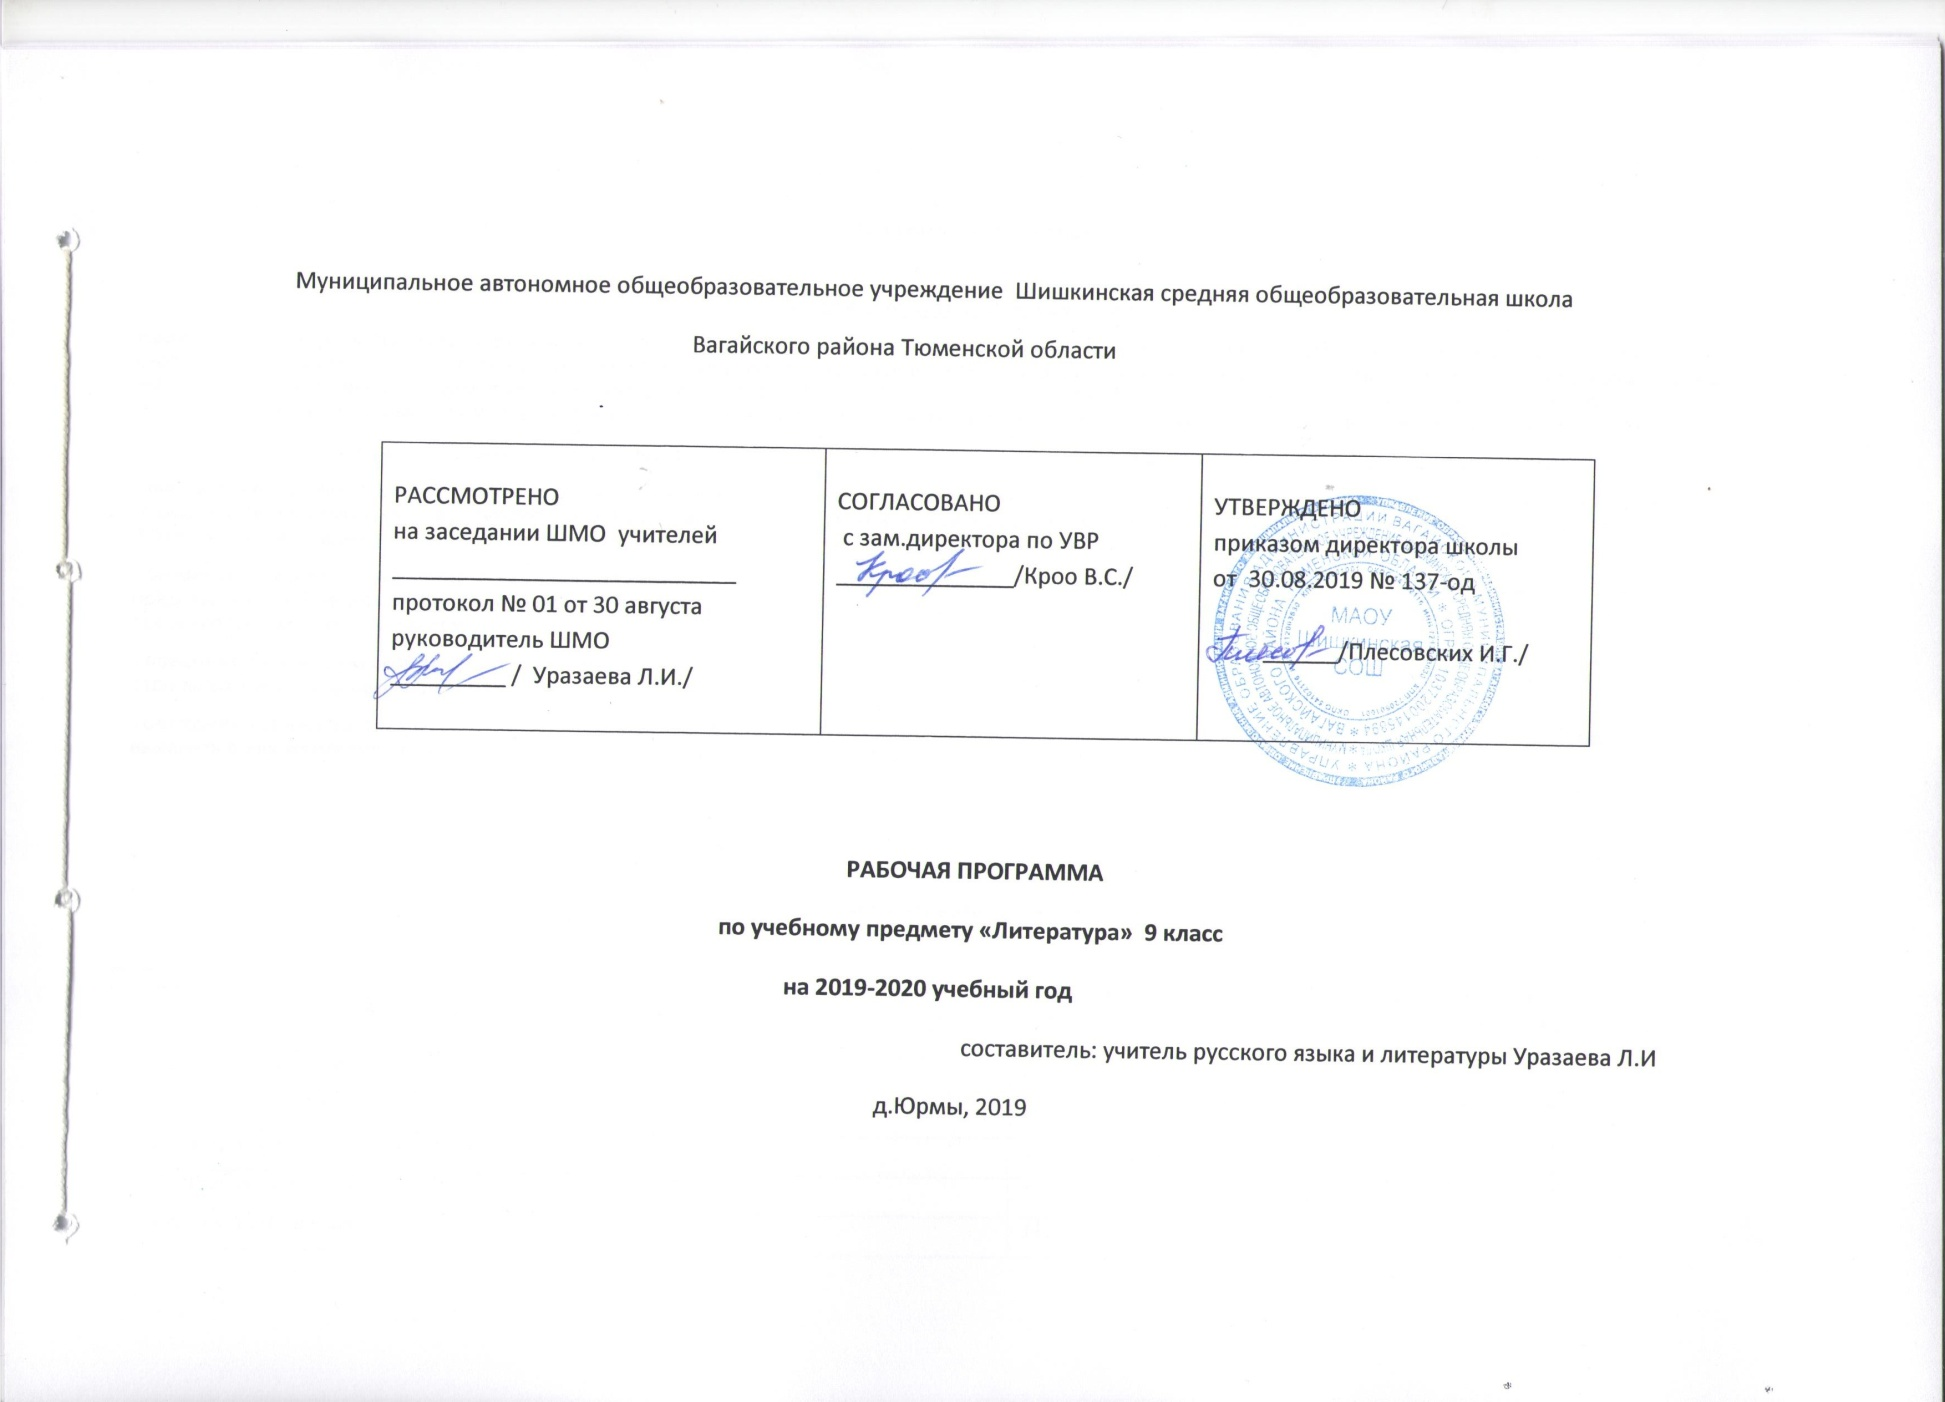 Муниципальное автономное общеобразовательное учреждение Шишкинская средняя общеобразовательная школа
Вагайского района Тюменской области
РАССМОТРЕНО
на заседании ШМО учителей
протокол № 01 от 30 августа
руководитель ШМО
/ Уразаева Л.И./
СОГЛАСОВАНО
с зам.директора по УВР
/Кроо В.С./
УТВЕРЖДЕНО
приказом директора школы
от 30.08.2019 № 137-од
/Плесовских И.Г./
МАОУ
Шишкинская
СОШ
РАБОЧАЯ ПРОГРАММА
по учебному предмету «Литература» 9 класс
на 2019-2020 учебный год
составитель: учитель русского языка и литературы Уразаева Л.И
д.Юрмы, 2019